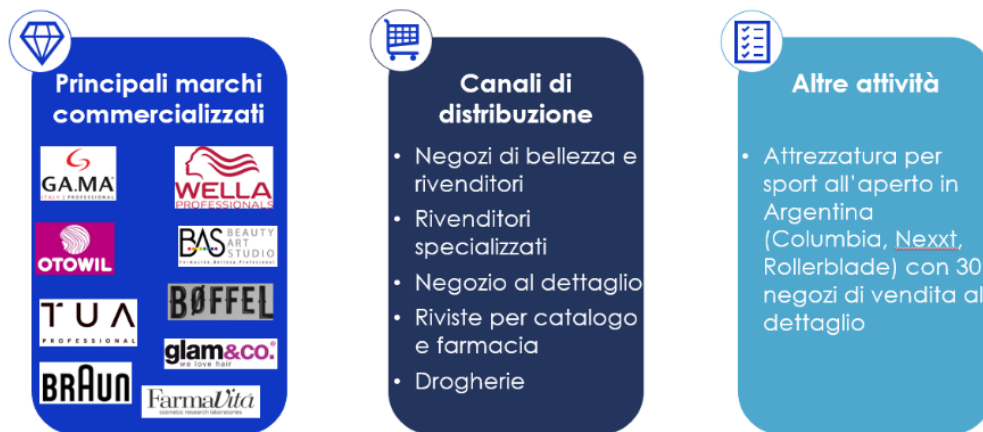 Principali marchi
commercializzati
GA.MA
ITALY | PROFESSIONAL
WELLA
PROFESSIONALS
OTOWIL
BAS BEAUTY
ART
STUDIO
Formación Belleza Profesional
TUA
PROFESSIONAL
BØFFEL
glam&co.
we love hair
BRAUN
FarmaVita
cosmetic research laboratories
Canali di
distribuzione
• Negozi di bellezza e
rivenditori
• Rivenditori
specializzati
• Negozio al dettaglio
• Riviste per catalogo
e farmacia
• Drogherie
Altre attività
• Attrezzatura per
sport all'aperto in
Argentina
(Columbia, Nexxt,
Rollerblade) con 30
negozi di vendita al
dettaglio